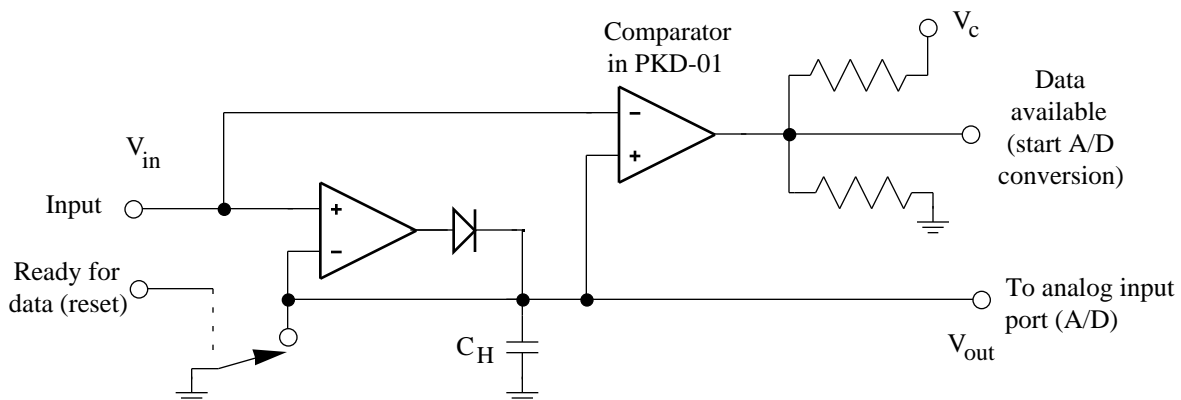 Comparator
in PKD-01
V_c
Data
available
(start A/D
conversion)
V_in
Input
Ready for
data (reset)
C_H
To analog input
port (A/D)
V_out